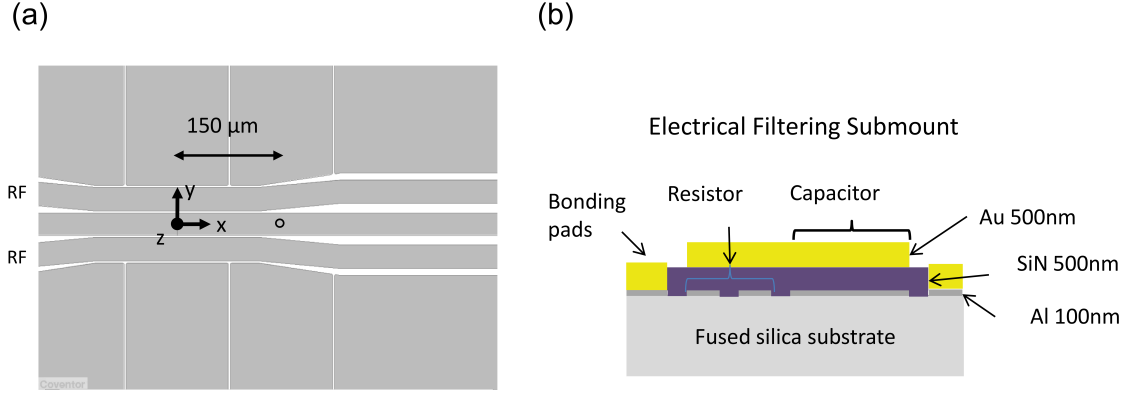 (a)
(b)
150 μm
RF
y
x
z
RF
Coventor
Electrical Filtering Submount
Bonding
pads
Resistor
Capacitor
Au 500nm
SiN 500nm
Al 100nm
Fused silica substrate